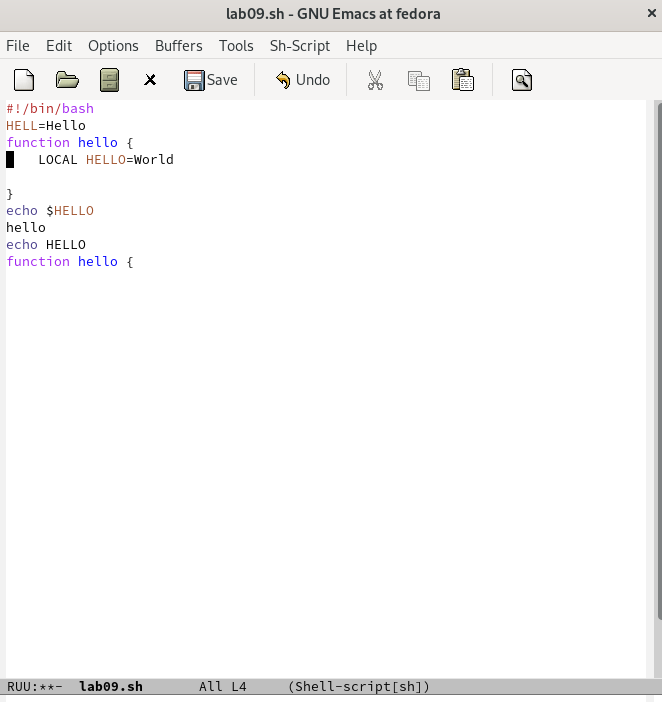 lab09.sh - GNU Emacs at fedora
File Edit Options Buffers Tools Sh-Script Help
Save Undo
#!/bin/bash
HELL=Hello
function hello {
    LOCAL HELLO=World
}
echo $HELLO
hello
echo HELLO
function hello {
RUU:**-  lab09.sh       All L4     (Shell-script[sh])